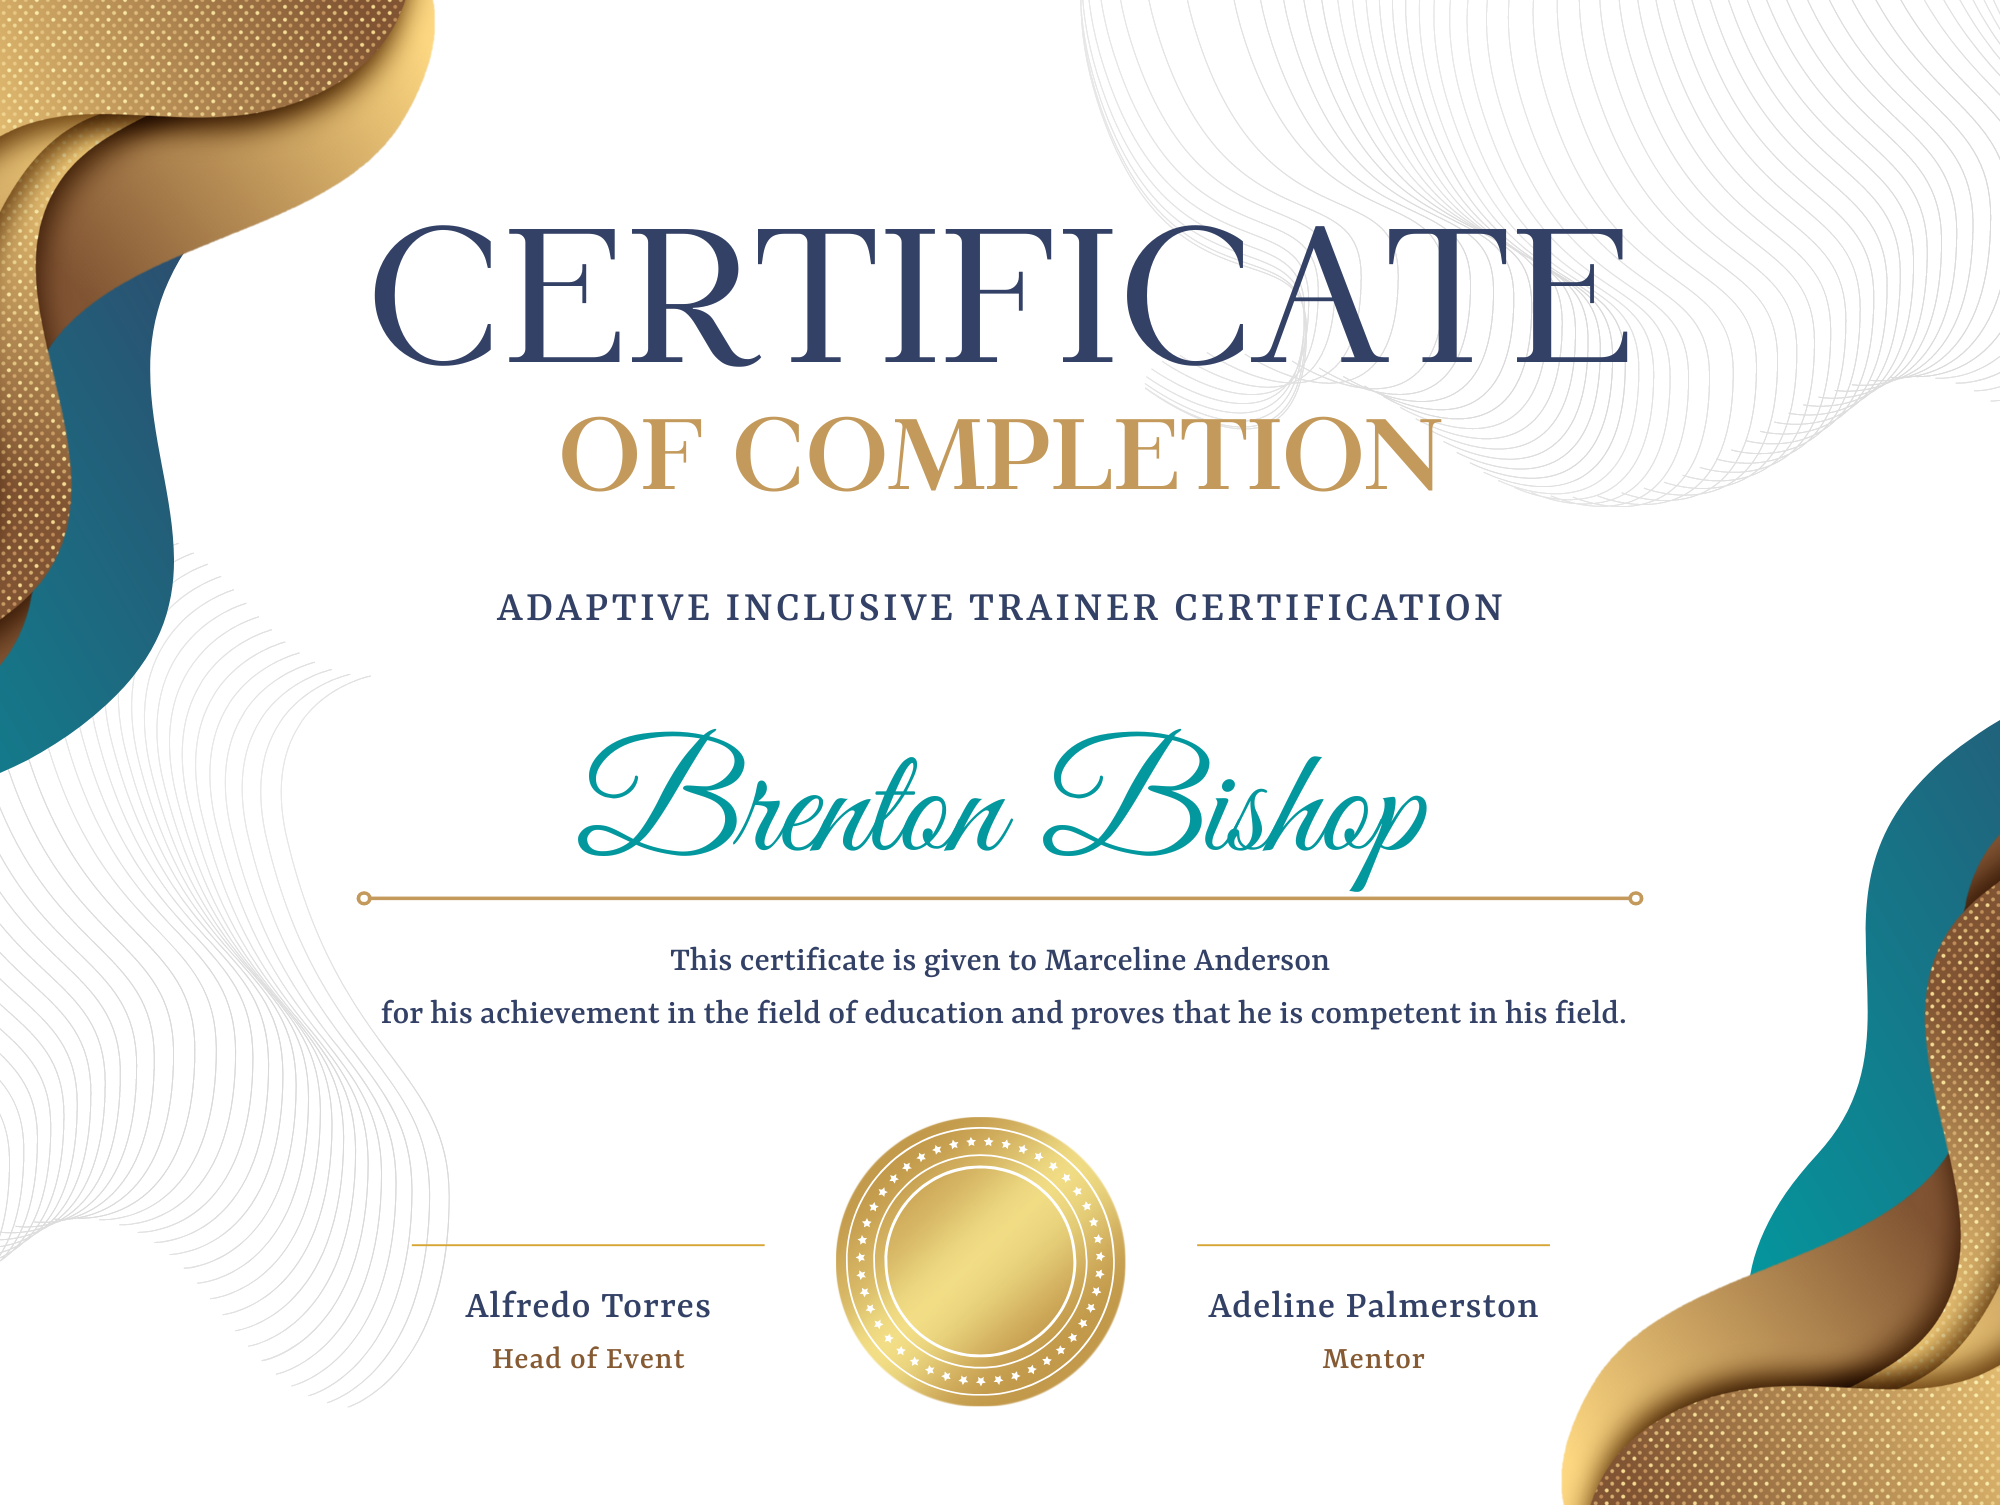 CERTIFICATE
OF COMPLETION
ADAPTIVE INCLUSIVE TRAINER CERTIFICATION
Brenton Bishop
This certificate is given to Marceline Anderson
for his achievement in the field of education and proves that he is competent in his field.
Alfredo Torres
Head of Event
Adeline Palmerston
Mentor